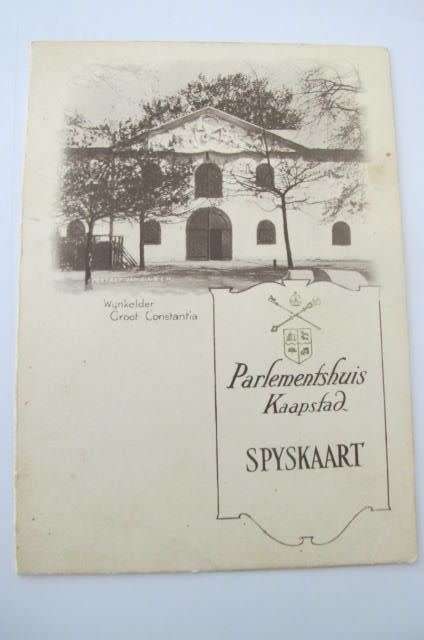 Wynkelder
Groot Constantia
Parlementshuis
Kaapstad
SPYSKAART